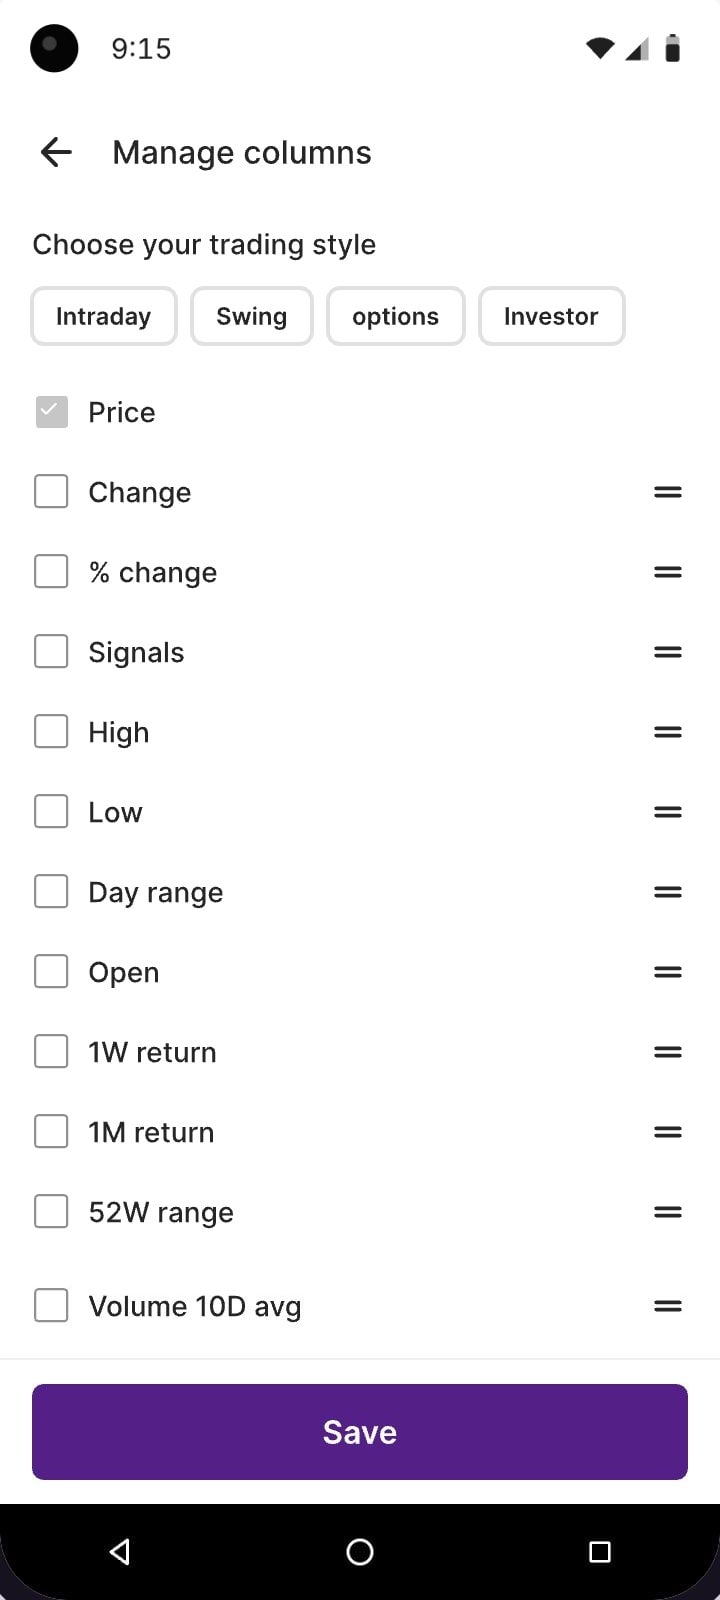 9:15
Manage columns
Choose your trading style
Intraday Swing options Investor
Price
Change
% change
Signals
High
Low
Day range
Open
1W return
1M return
52W range
Volume 10D avg
Save